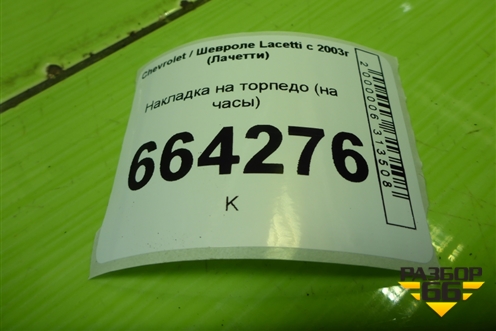 Chevrolet / Шевроле Lacetti с 2003г
(Лачетти)
Накладка на торпедо (на
часы)
664276
К
2000006313508
РАЗБОР
66